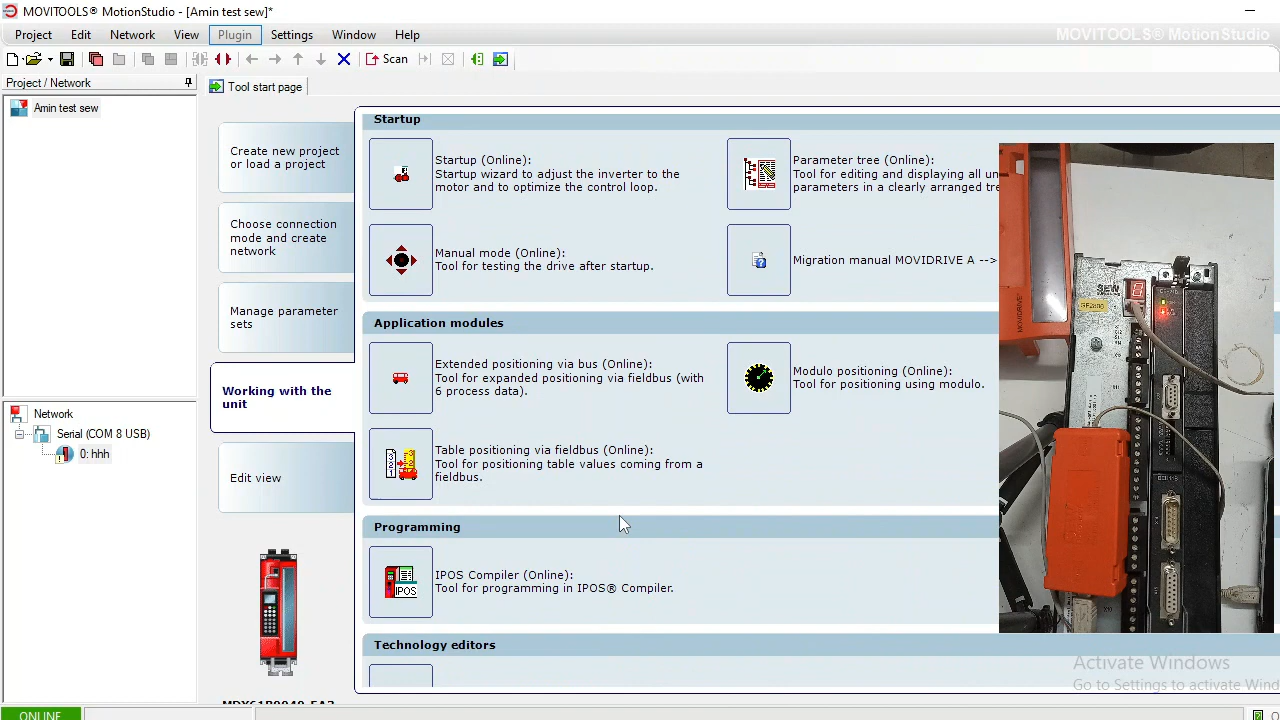 MOVITOOLS® MotionStudio - [Amin test sew]*
Project Edit Network View Plugin Settings Window Help
MOVITOOLS® MotionStudio
Scan
Project / Network
Tool start page
Amin test sew
Network
Serial (COM 8 USB)
0: hhh
Create new project
or load a project
Choose connection
mode and create
network
Manage parameter
sets
Working with the
unit
Edit view
Startup
Startup (Online):
Startup wizard to adjust the inverter to the
motor and to optimize the control loop.
Parameter tree (Online):
Tool for editing and displaying all un
parameters in a clearly arranged tre
Manual mode (Online):
Tool for testing the drive after startup.
Migration manual MOVIDRIVE A -->
Application modules
Extended positioning via bus (Online):
Tool for expanded positioning via fieldbus (with
6 process data).
Modulo positioning (Online):
Tool for positioning using modulo.
Table positioning via fieldbus (Online):
Tool for positioning table values coming from a
fieldbus.
Programming
IPOS
IPOS Compiler (Online):
Tool for programming in IPOS® Compiler.
Technology editors
SEW
MOVIDRIVE
Activate Windows
Go to Settings to activate Wind
ONLINE